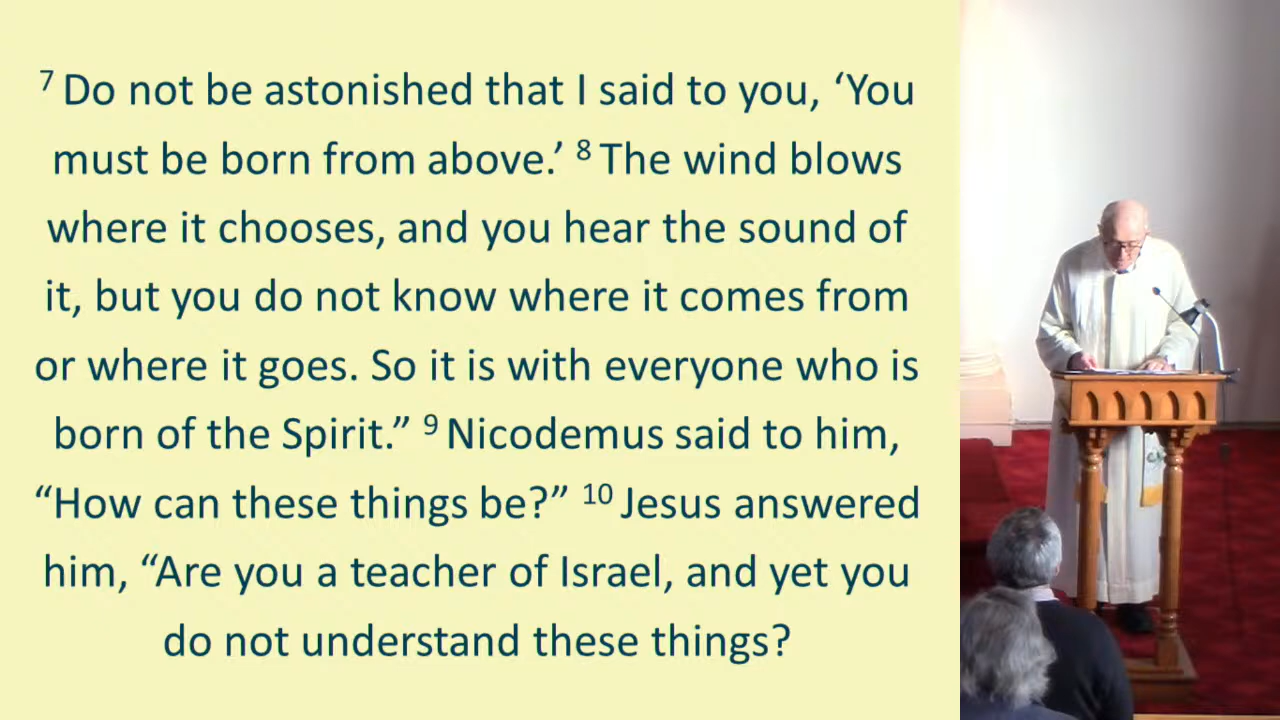 7 Do not be astonished that I said to you, ‘You
must be born from above.’ 8 The wind blows
where it chooses, and you hear the sound of
it, but you do not know where it comes from
or where it goes. So it is with everyone who is
born of the Spirit.” 9 Nicodemus said to him,
“How can these things be?” 10 Jesus answered
him, “Are you a teacher of Israel, and yet you
do not understand these things?